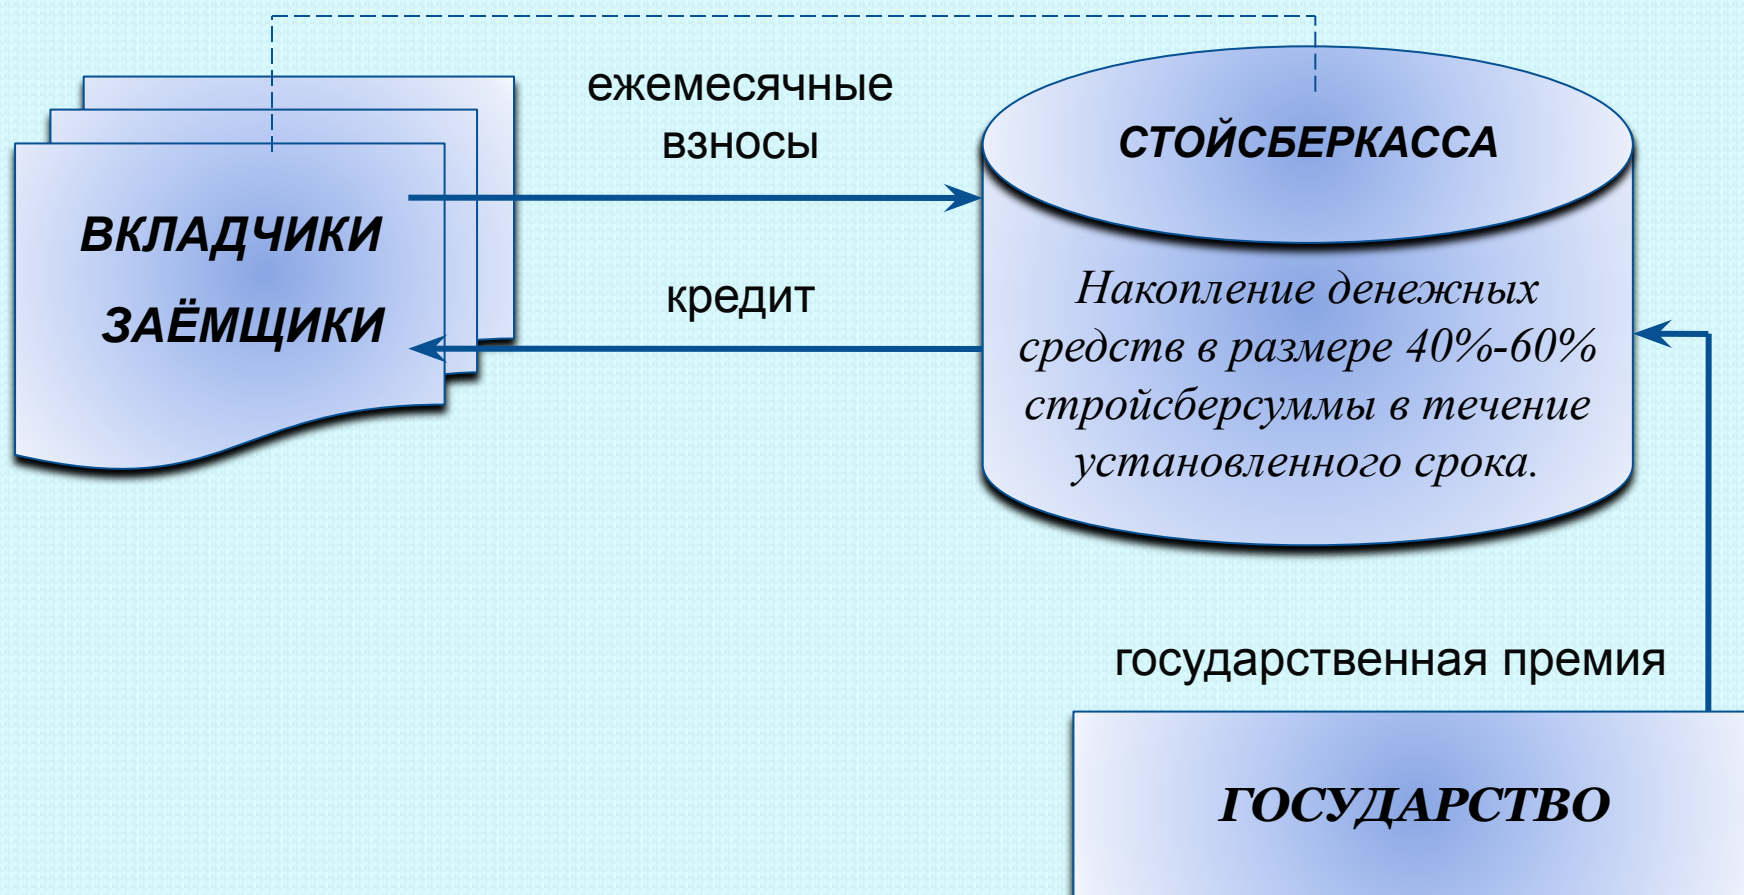 ежемесячные
взносы
СТОЙСБЕРКАССА
ВКЛАДЧИКИ
ЗАЁМЩИКИ
кредит
Накопление денежных
средств в размере 40%-60%
стройсберсуммы в течение
установленного срока.
государственная премия
ГОСУДАРСТВО